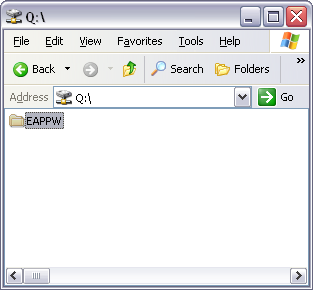 Q:\
File Edit View Favorites Tools Help
Back Search Folders »
Address Q:\ Go
EAPPW